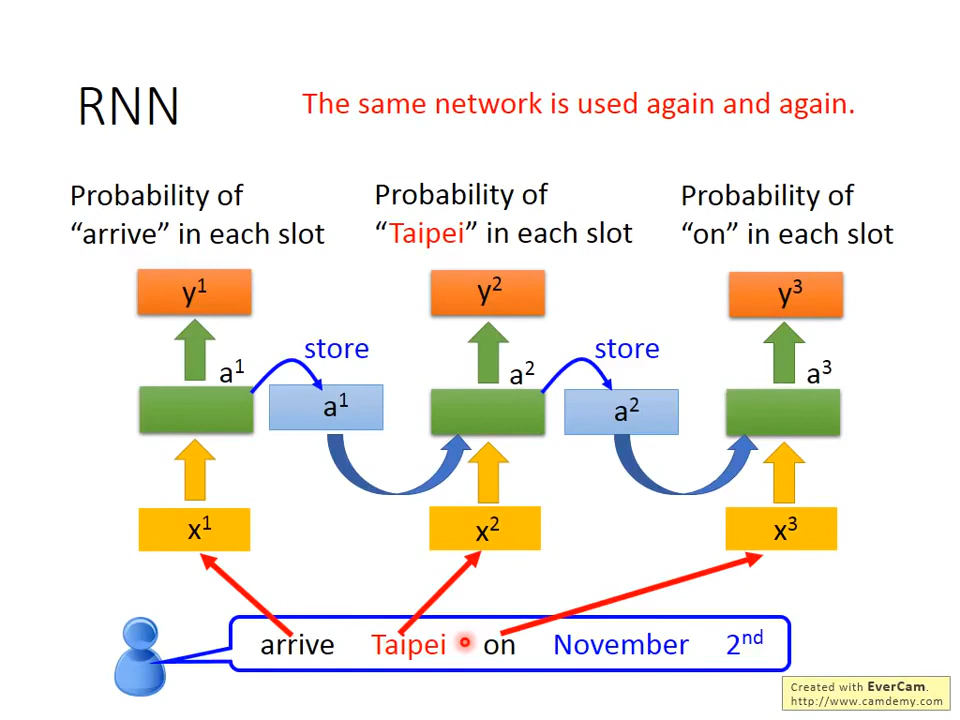 RNN
The same network is used again and again.
Probability of
“arrive” in each slot
Probability of
“Taipei” in each slot
Probability of
“on” in each slot
y¹
y²
y³
store
store
a¹
a²
a³
a¹
a²
x¹
x²
x³
arrive Taipei on November 2ⁿᵈ
Created with EverCam.
http://www.camdemy.com